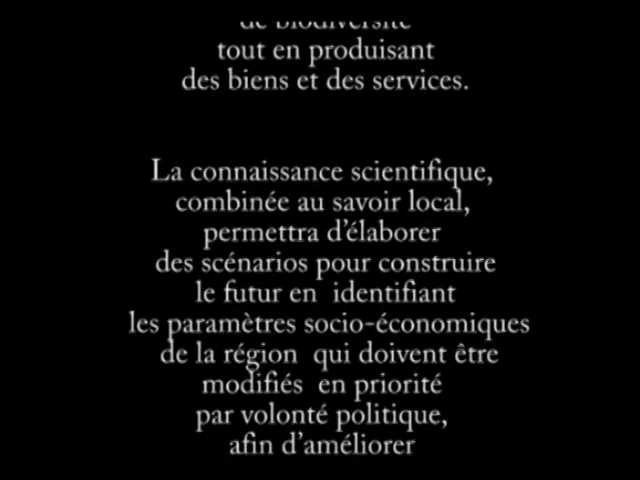 de biodiversité
tout en produisant
des biens et des services.
La connaissance scientifique,
combinée au savoir local,
permettra d'élaborer
des scénarios pour construire
le futur en identifiant
les paramètres socio-économiques
de la région qui doivent être
modifiés en priorité
par volonté politique,
afin d'améliorer